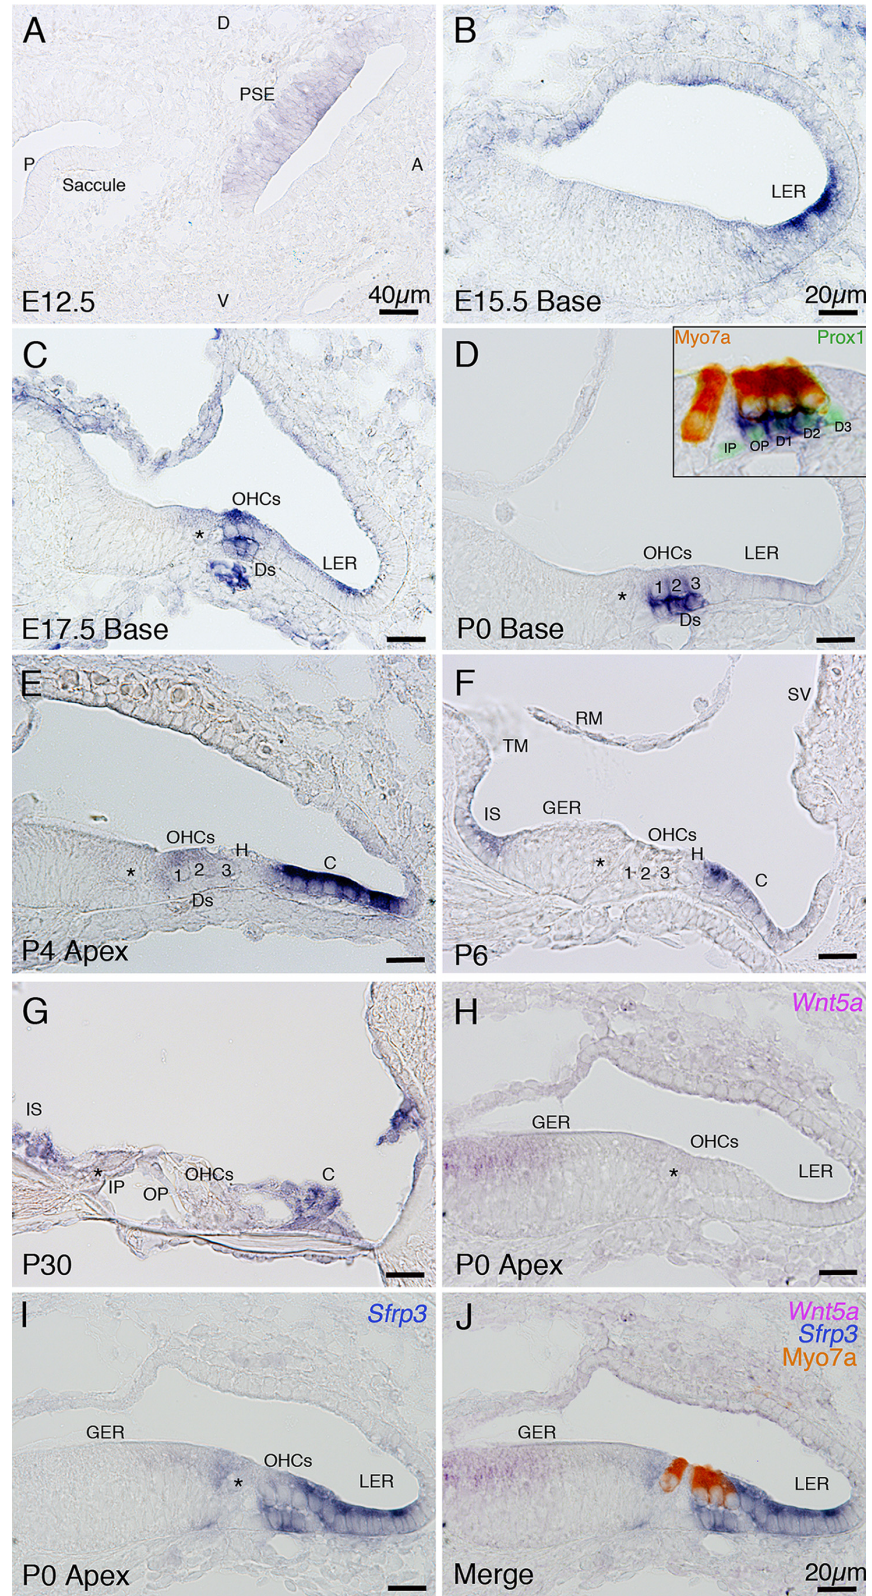 A
D
PSE
P
A
Saccule
E12.5
V
40µm
B
LER
E15.5 Base
20µm
C
OHCs
*
LER
Ds
E17.5 Base
D
Myo7a
Prox1
IP
OP
D1
D2
D3
OHCs
LER
1 2 3
*
Ds
P0 Base
E
OHCs
H
C
*
1 2 3
Ds
P4 Apex
F
SV
RM
TM
IS
GER
OHCs
H
*
1 2 3
C
P6
G
IS
*
IP
OP
OHCs
C
P30
H
Wnt5a
GER
OHCs
*
LER
P0 Apex
I
Sfrp3
GER
OHCs
*
LER
P0 Apex
J
Wnt5a
Sfrp3
Myo7a
GER
LER
Merge
20µm